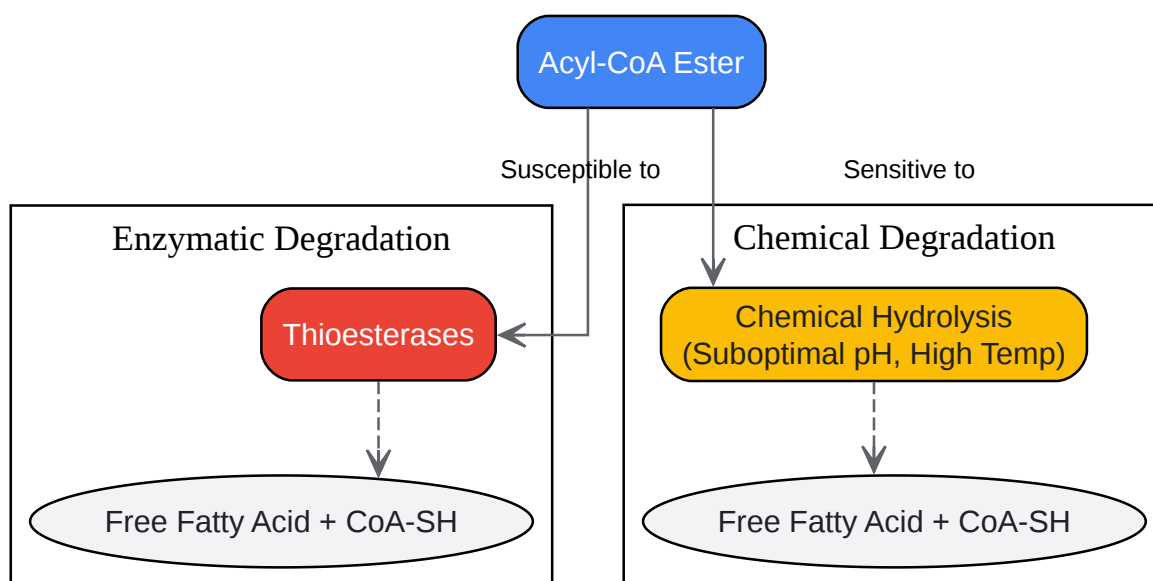 Acyl-CoA Ester
Susceptible to
Sensitive to
Enzymatic Degradation
Thioesterases
Free Fatty Acid + CoA-SH
Chemical Degradation
Chemical Hydrolysis
(Suboptimal pH, High Temp)
Free Fatty Acid + CoA-SH